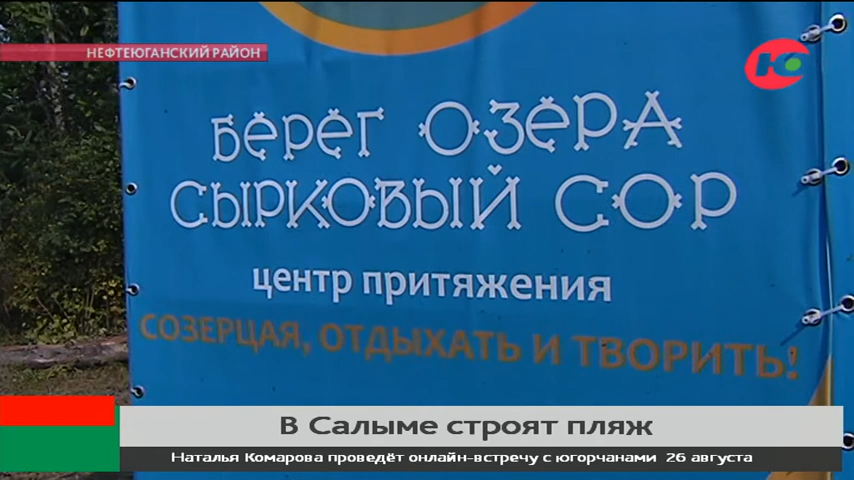 НЕФТЕЮГАНСКИЙ РАЙОН
Ю
БЕРЕГ ОЗЕРА
СЫРКОВЫЙ СОР
центр притяжения
СОЗЕРЦАЯ, ОТДЫХАТЬ И ТВОРИТЬ!
В Салыме строят пляж
Наталья Комарова проведёт онлайн-встречу с югорчанами 26 августа